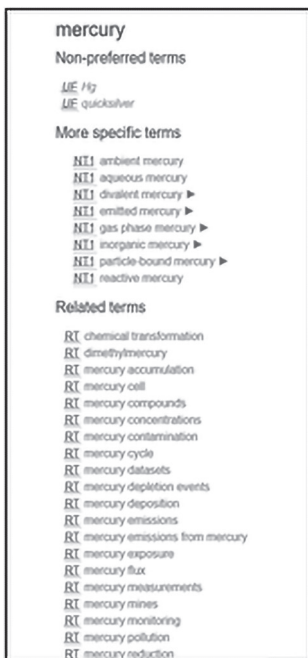 mercury
Non-preferred terms
UF Hg
UF quicksilver
More specific terms
NT1 ambient mercury
NT1 aqueous mercury
NT1 divalent mercury ►
NT1 emitted mercury ►
NT1 gas phase mercury ►
NT1 inorganic mercury ►
NT1 particle-bound mercury ►
NT1 reactive mercury
Related terms
RT chemical transformation
RT dimethylmercury
RT mercury accumulation
RT mercury cell
RT mercury compounds
RT mercury concentrations
RT mercury contamination
RT mercury cycle
RT mercury datasets
RT mercury depletion events
RT mercury deposition
RT mercury emissions
RT mercury emissions from mercury
RT mercury exposure
RT mercury flux
RT mercury measurements
RT mercury mines
RT mercury monitoring
RT mercury pollution
RT mercury reduction